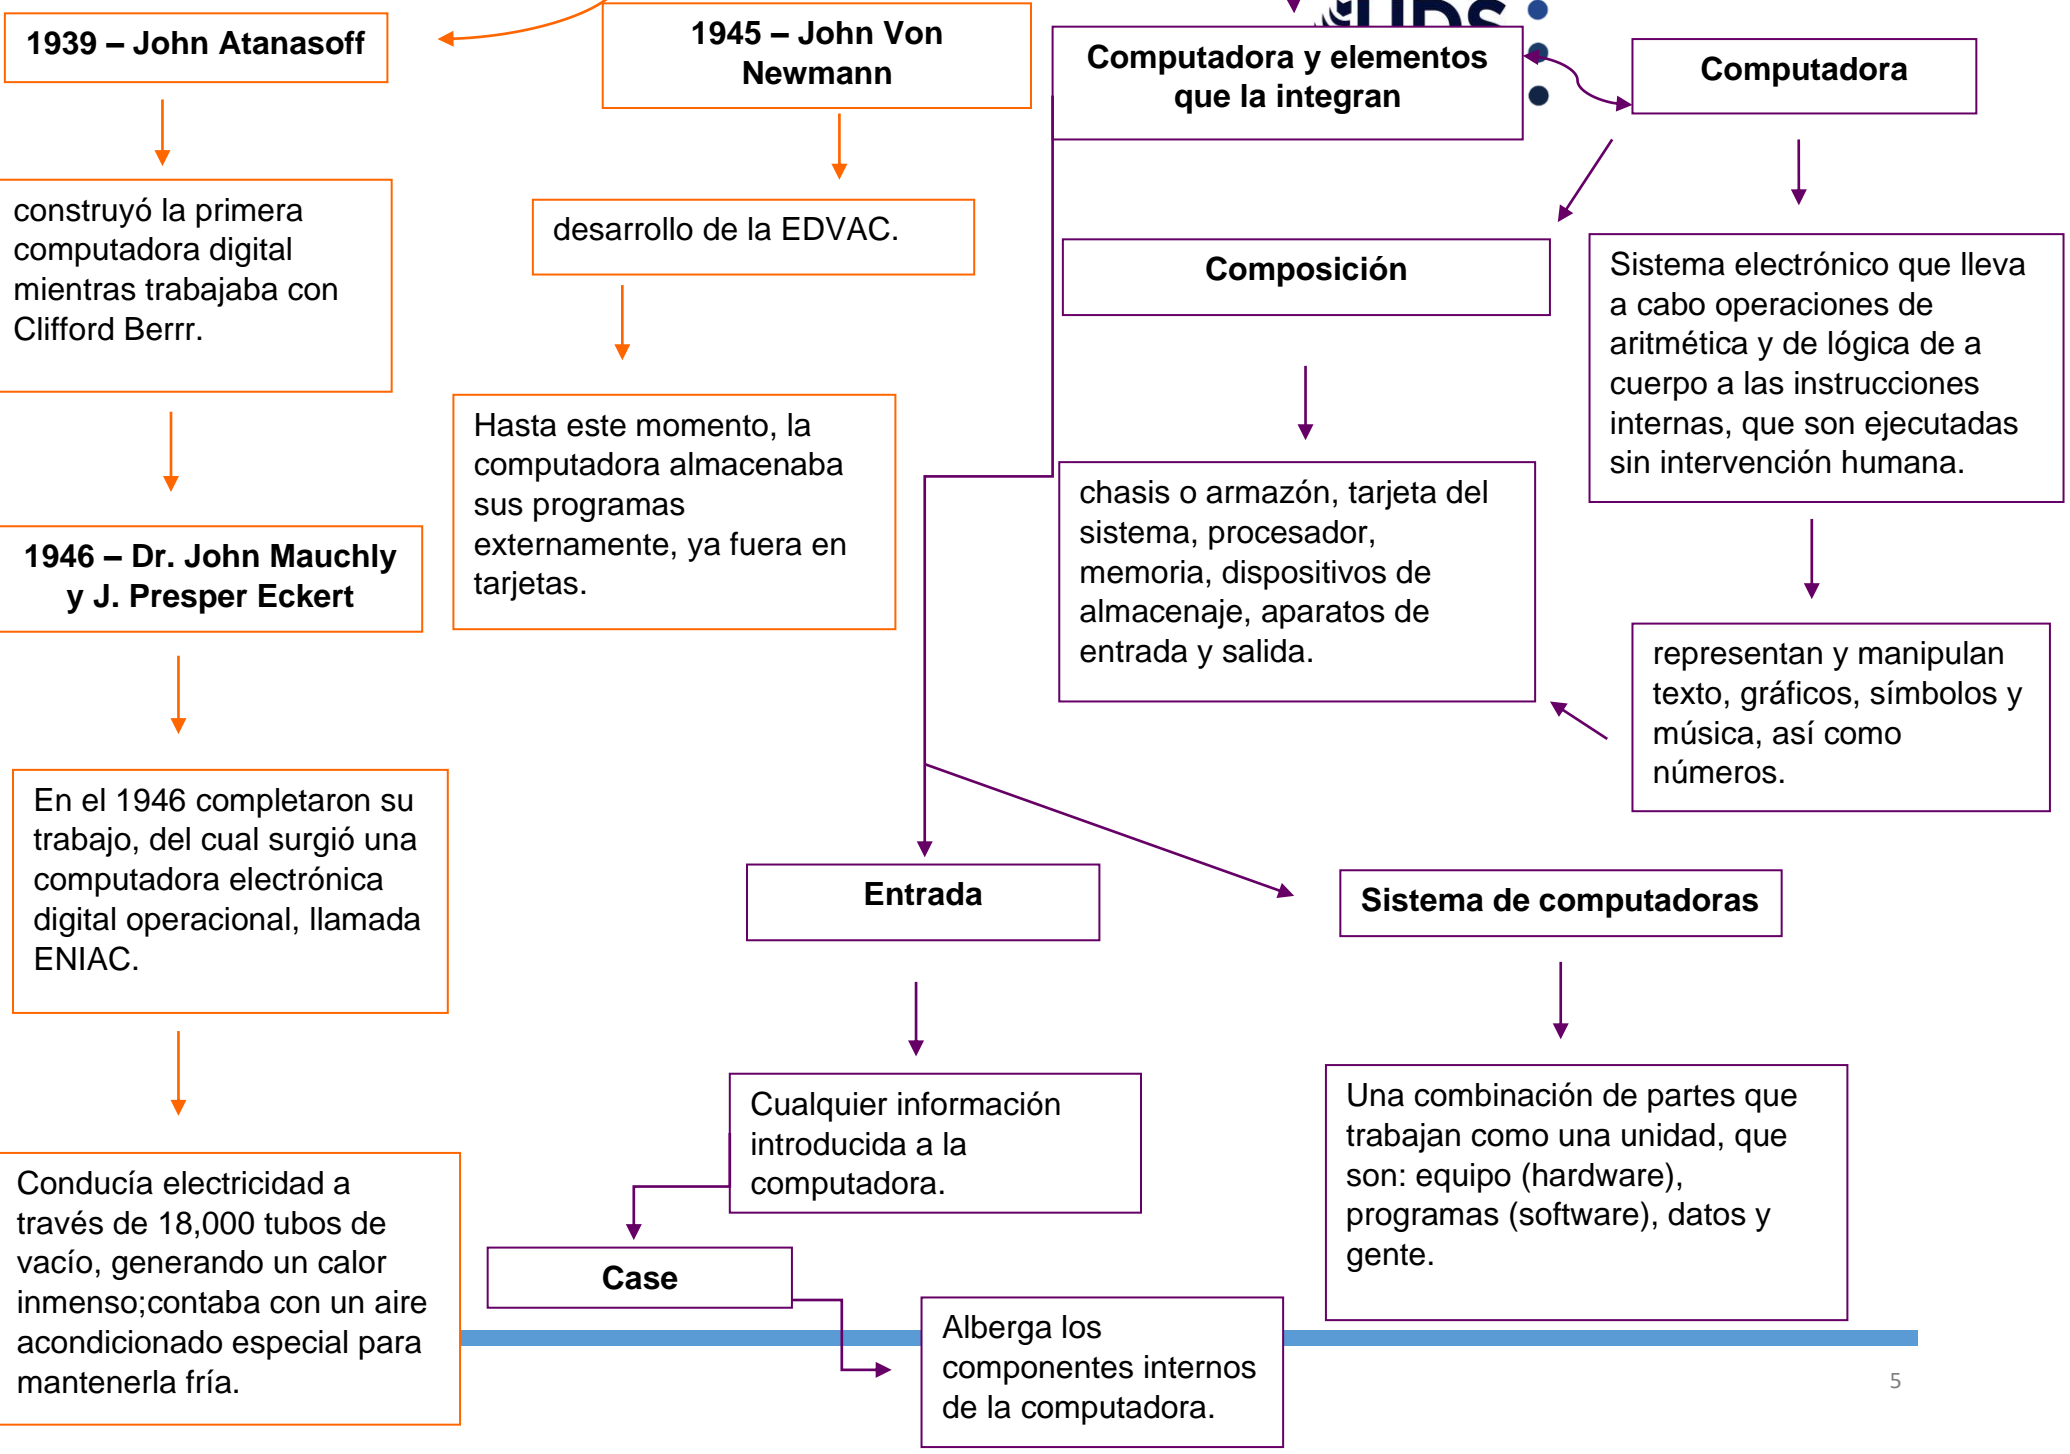 1939 – John Atanasoff
construyó la primera
computadora digital
mientras trabajaba con
Clifford Berrr.
1946 – Dr. John Mauchly
y J. Presper Eckert
En el 1946 completaron su
trabajo, del cual surgió una
computadora electrónica
digital operacional, llamada
ENIAC.
Conducía electricidad a
través de 18,000 tubos de
vacío, generando un calor
inmenso;contaba con un aire
acondicionado especial para
mantenerla fría.
1945 – John Von
Newmann
desarrollo de la EDVAC.
Hasta este momento, la
computadora almacenaba
sus programas
externamente, ya fuera en
tarjetas.
UDS
Computadora y elementos
que la integran
Computadora
Sistema electrónico que lleva
a cabo operaciones de
aritmética y de lógica de a
cuerpo a las instrucciones
internas, que son ejecutadas
sin intervención humana.
representan y manipulan
texto, gráficos, símbolos y
música, así como
números.
Composición
chasis o armazón, tarjeta del
sistema, procesador,
memoria, dispositivos de
almacenaje, aparatos de
entrada y salida.
Entrada
Cualquier información
introducida a la
computadora.
Case
Alberga los
componentes internos
de la computadora.
Sistema de computadoras
Una combinación de partes que
trabajan como una unidad, que
son: equipo (hardware),
programas (software), datos y
gente.
5